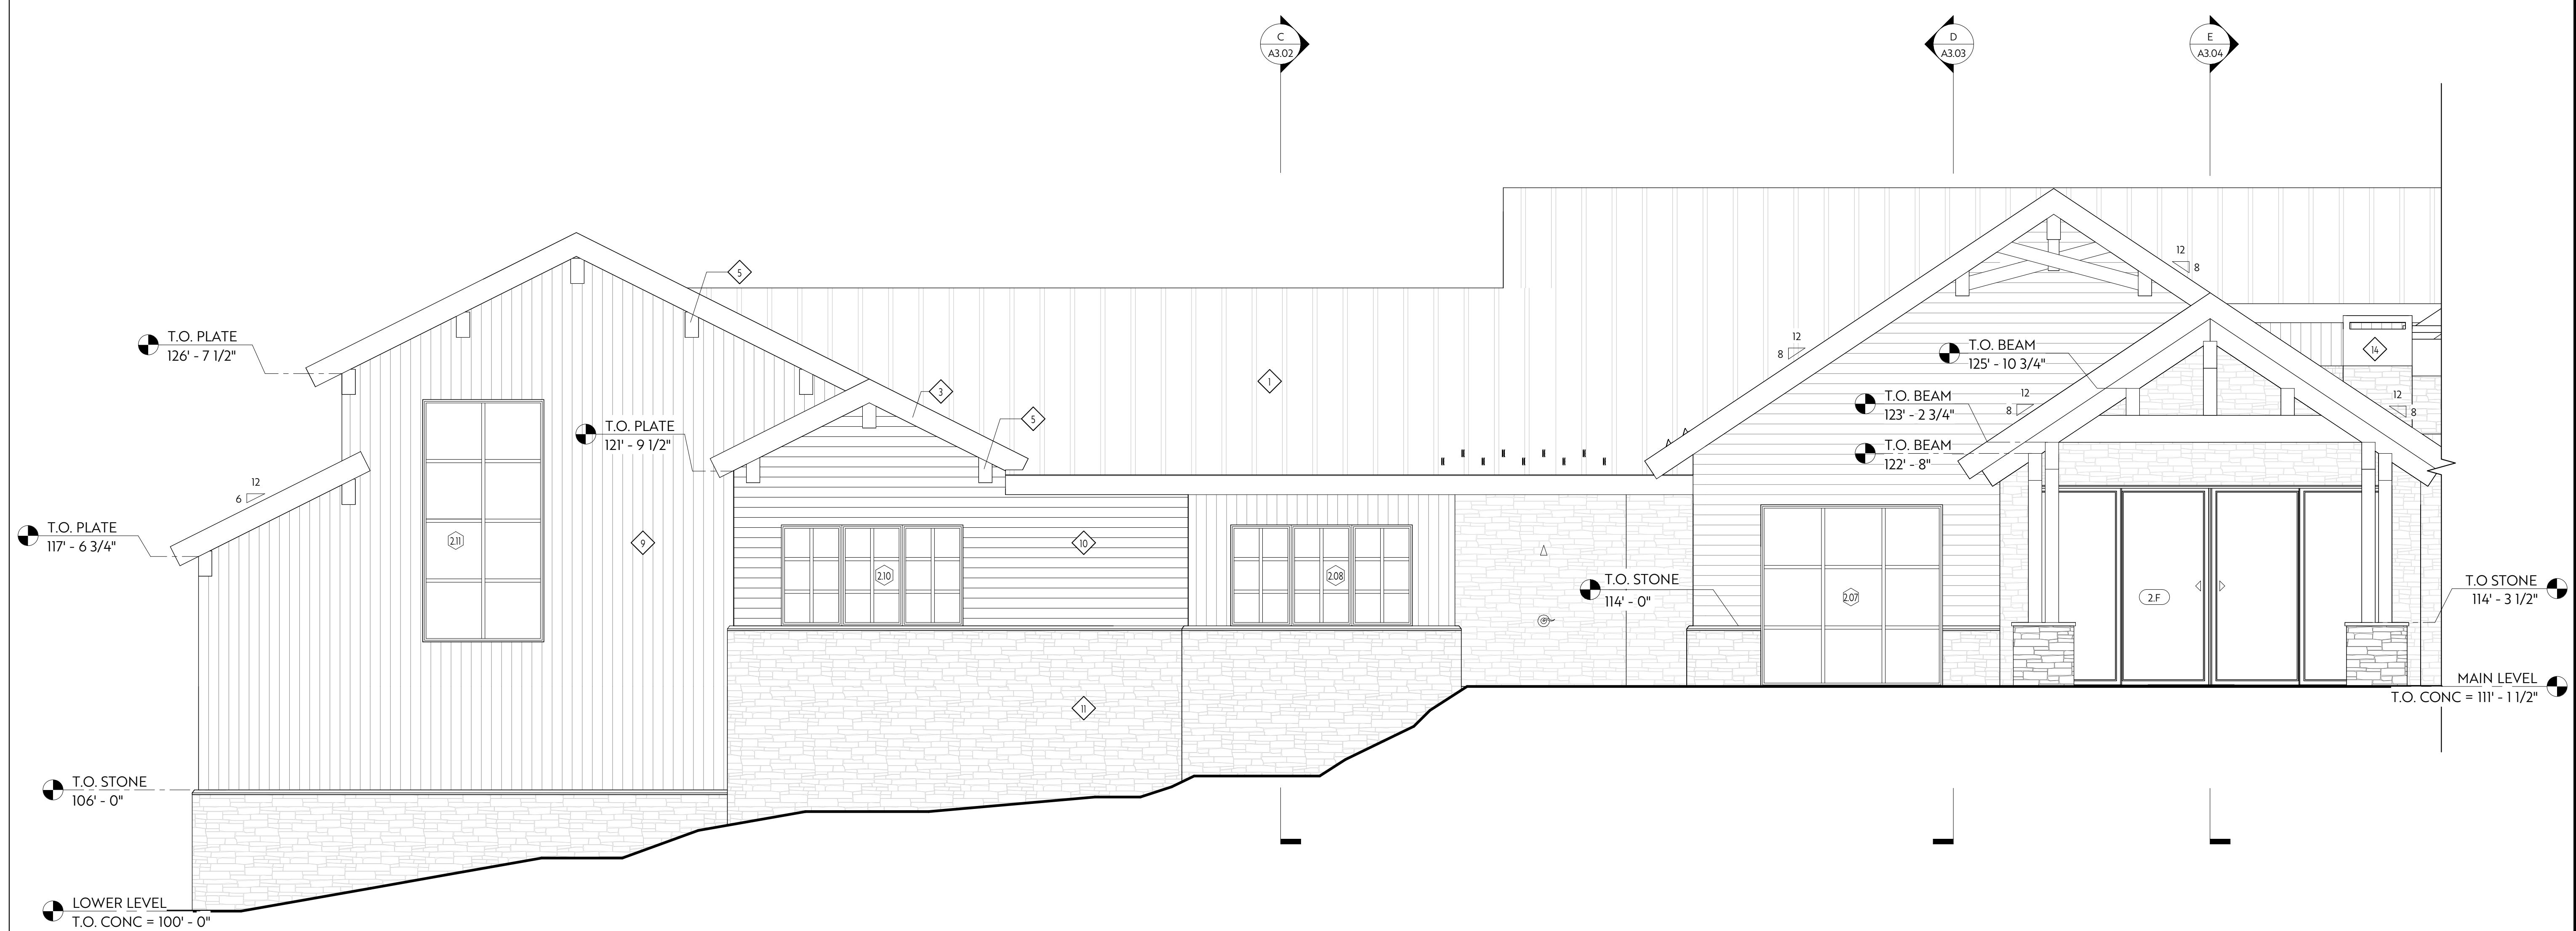 C
A3.02
D
A3.03
E
A3.04
12
8
5
T.O. PLATE
126' - 7 1/2"
T.O. BEAM
125' - 10 3/4"
12
8
14
1
3
T.O. BEAM
123' - 2 3/4"
12
8
12
8
5
T.O. PLATE
121' - 9 1/2"
T.O. BEAM
122' - 8"
12
6
T.O. PLATE
117' - 6 3/4"
2.11
9
10
2.10
2.08
T.O. STONE
114' - 0"
2.07
2.F
T.O STONE
114' - 3 1/2"
MAIN LEVEL
T.O. CONC = 111' - 1 1/2"
11
T.O. STONE
106' - 0"
LOWER LEVEL
T.O. CONC = 100' - 0"